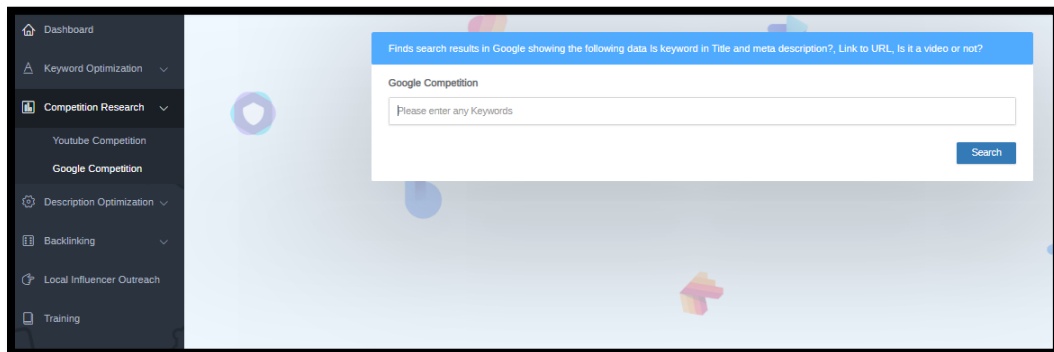 Dashboard
Keyword Optimization
Competition Research
Youtube Competition
Google Competition
Description Optimization
Backlinking
Local Influencer Outreach
Training
Finds search results in Google showing the following data Is keyword in Title and meta description?, Link to URL, Is it a video or not?
Google Competition
Please enter any Keywords
Search